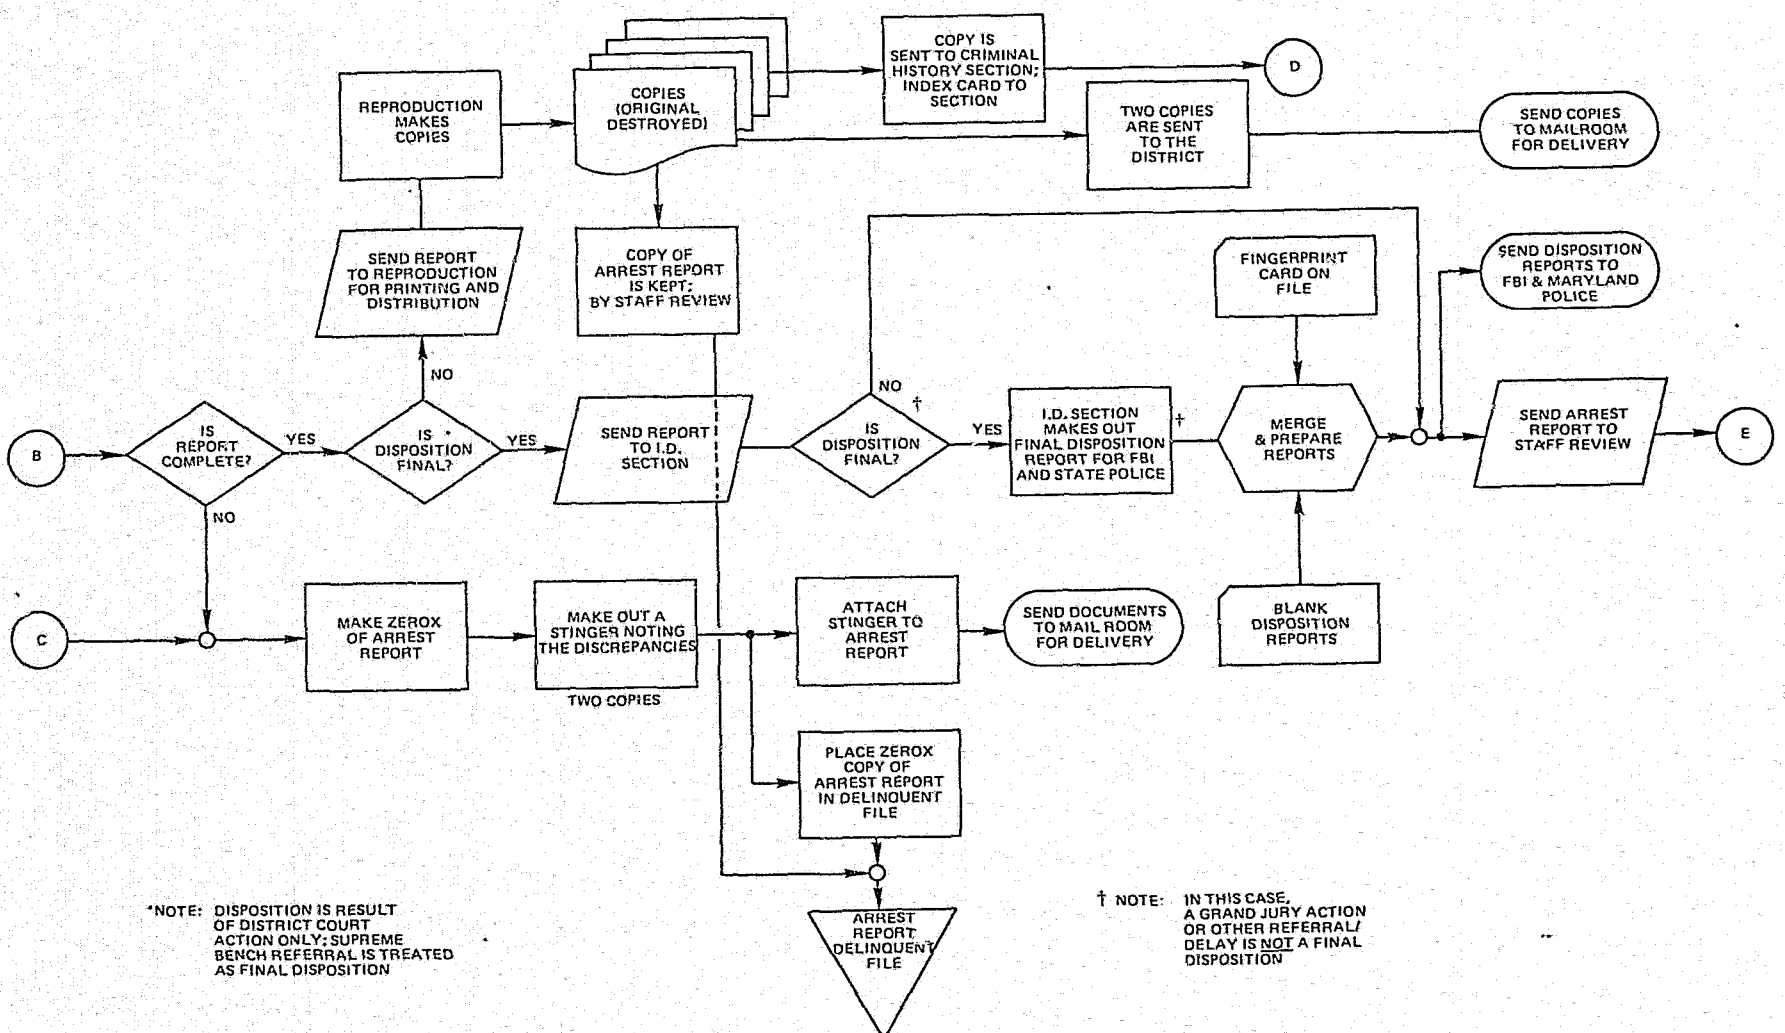 COPY IS
SENT TO CRIMINAL
HISTORY SECTION;
INDEX CARD TO
SECTION
D
REPRODUCTION
MAKES
COPIES
COPIES
(ORIGINAL
DESTROYED)
TWO COPIES
ARE SENT
TO THE
DISTRICT
SEND COPIES
TO MAILROOM
FOR DELIVERY
SEND REPORT
TO REPRODUCTION
FOR PRINTING AND
DISTRIBUTION
COPY OF
ARREST REPORT
IS KEPT;
BY STAFF REVIEW
FINGERPRINT
CARD ON
FILE
SEND DISPOSITION
REPORTS TO
FBI & MARYLAND
POLICE
NO
NO
†
B
IS
REPORT
COMPLETE?
YES
IS
DISPOSITION
FINAL?
YES
SEND REPORT
TO I.D.
SECTION
IS
DISPOSITION
FINAL?
YES
I.D. SECTION
MAKES OUT
FINAL DISPOSITION
REPORT FOR FBI
AND STATE POLICE
†
MERGE
& PREPARE
REPORTS
SEND ARREST
REPORT TO
STAFF REVIEW
E
NO
C
MAKE ZEROX
OF ARREST
REPORT
MAKE OUT A
STINGER NOTING
THE DISCREPANCIES
TWO COPIES
ATTACH
STINGER TO
ARREST
REPORT
SEND DOCUMENTS
TO MAIL ROOM
FOR DELIVERY
BLANK
DISPOSITION
REPORTS
PLACE ZEROX
COPY OF
ARREST REPORT
IN DELINQUENT
FILE
ARREST
REPORT
DELINQUENT
FILE
*NOTE: DISPOSITION IS RESULT
OF DISTRICT COURT
ACTION ONLY; SUPREME
BENCH REFERRAL IS TREATED
AS FINAL DISPOSITION
† NOTE: IN THIS CASE,
A GRAND JURY ACTION
OR OTHER REFERRAL/
DELAY IS NOT A FINAL
DISPOSITION